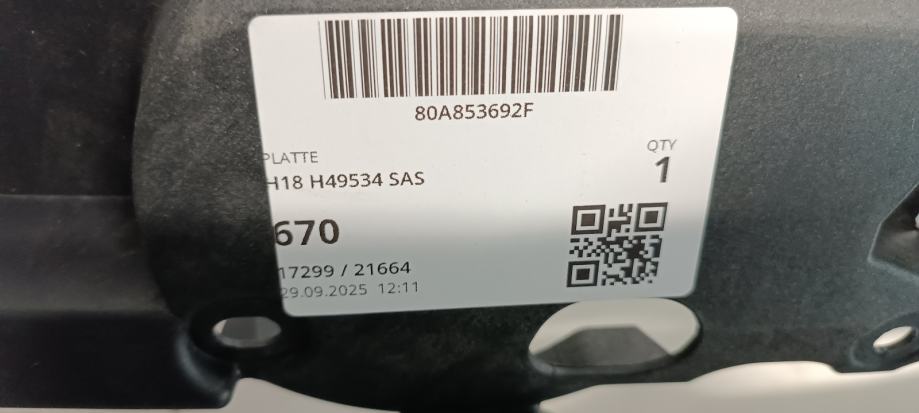 80A853692F
PLATTE
QTY
H18 H49534 SAS
1
670
17299 / 21664
29.09.2025 12:11